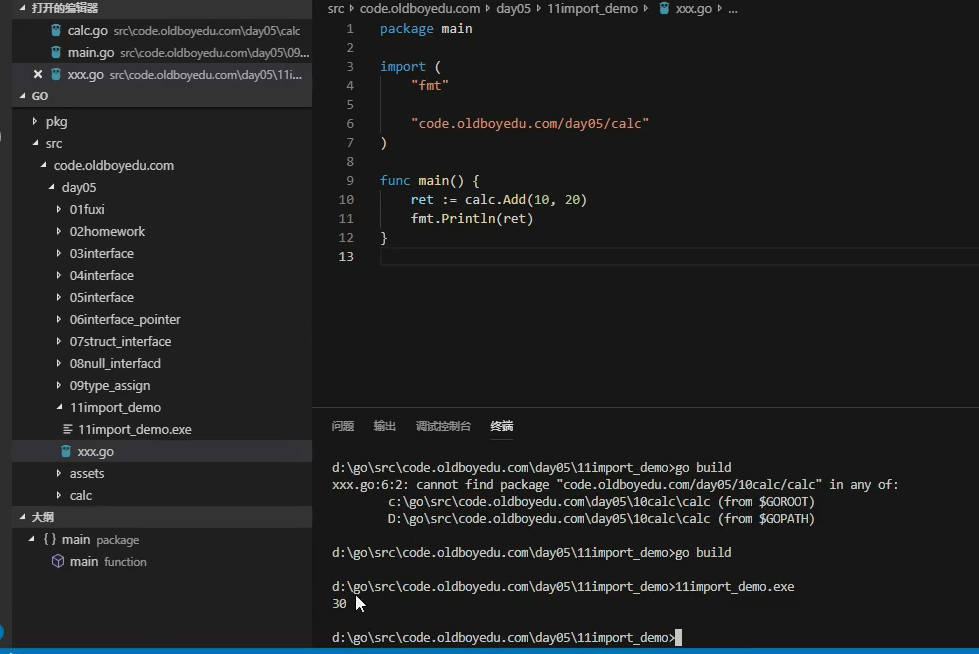 打开的编辑器
calc.go src\code.oldboyedu.com\day05\calc
main.go src\code.oldboyedu.com\day05\09...
xxx.go src\code.oldboyedu.com\day05\11i...
GO
pkg
src
code.oldboyedu.com
day05
01fuxi
02homework
03interface
04interface
05interface
06interface_pointer
07struct_interface
08null_interfacd
09type_assign
11import_demo
11import_demo.exe
xxx.go
assets
calc
大纲
{} main package
main function
src code.oldboyedu.com day05 11import_demo xxx.go ...
1 package main
2
3 import (
4 "fmt"
5
6 "code.oldboyedu.com/day05/calc"
7 )
8
9 func main() {
10 ret := calc.Add(10, 20)
11 fmt.Println(ret)
12 }
13
问题 输出 调试控制台 终端
d:\go\src\code.oldboyedu.com\day05\11import_demo>go build
xxx.go:6:2: cannot find package "code.oldboyedu.com/day05/10calc/calc" in any of:
c:\go\src\code.oldboyedu.com\day05\10calc\calc (from $GOROOT)
D:\go\src\code.oldboyedu.com\day05\10calc\calc (from $GOPATH)
d:\go\src\code.oldboyedu.com\day05\11import_demo>go build
d:\go\src\code.oldboyedu.com\day05\11import_demo>11import_demo.exe
30
d:\go\src\code.oldboyedu.com\day05\11import_demo>